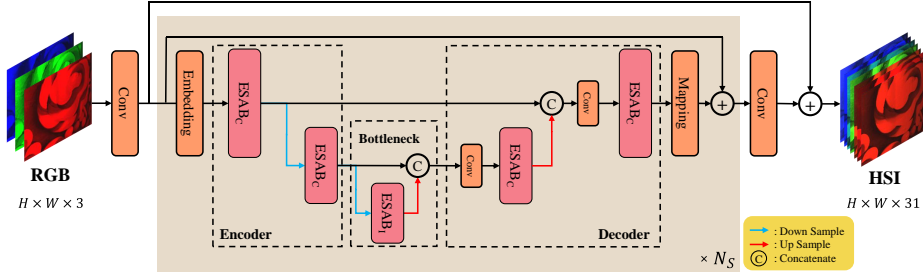 RGB
H × W × 3
Conv
Embedding
ESAB_C
ESAB_C
Encoder
Bottleneck
ESAB_I
C
Conv
ESAB_C
C
Conv
ESAB_C
Decoder
Mapping
+
Conv
+
HSI
H × W × 31
× N_S
: Down Sample
: Up Sample
C : Concatenate